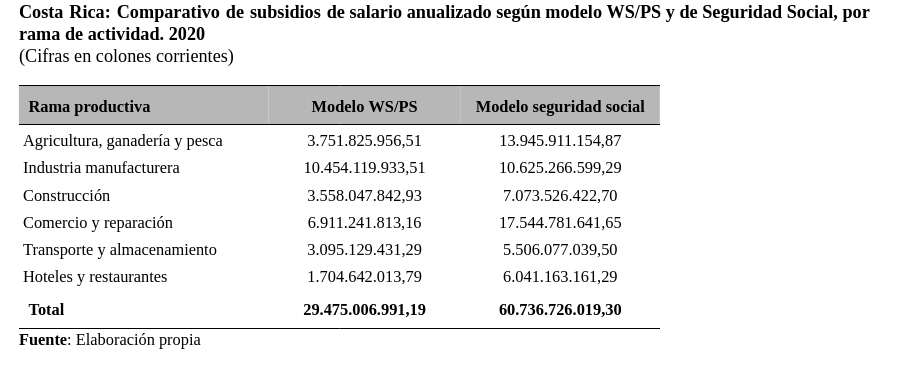 Costa Rica: Comparativo de subsidios de salario anualizado según modelo WS/PS y de Seguridad Social, por
rama de actividad. 2020
(Cifras en colones corrientes)
Rama productiva Modelo WS/PS Modelo seguridad social
Agricultura, ganadería y pesca 3.751.825.956,51 13.945.911.154,87
Industria manufacturera 10.454.119.933,51 10.625.266.599,29
Construcción 3.558.047.842,93 7.073.526.422,70
Comercio y reparación 6.911.241.813,16 17.544.781.641,65
Transporte y almacenamiento 3.095.129.431,29 5.506.077.039,50
Hoteles y restaurantes 1.704.642.013,79 6.041.163.161,29
Total 29.475.006.991,19 60.736.726.019,30
Fuente: Elaboración propia